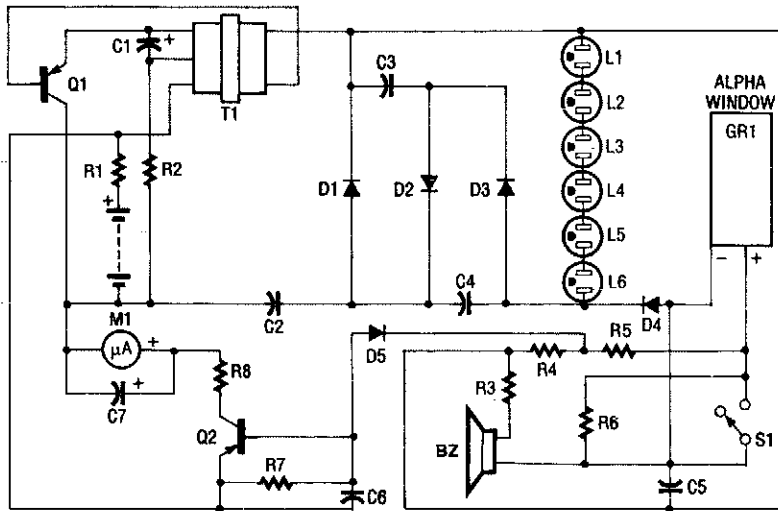 C1 +
Q1
T1
C3
L1
ALPHA
WINDOW
GR1
L2
L3
R1
R2
D1
D2
D3
L4
+
L5
- +
L6
C2
C4
D4
M1
μA +
D5
R5
R8
R4
C7 +
R3
R6
S1
Q2
BZ
R7
C6
C5